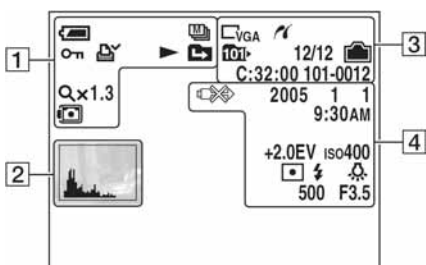 1
M
VGA
3
101
12/12
C:32:00 101-0012
×1.3
2005 1 1
9:30AM
4
+2.0EV ISO400
2
500 F3.5